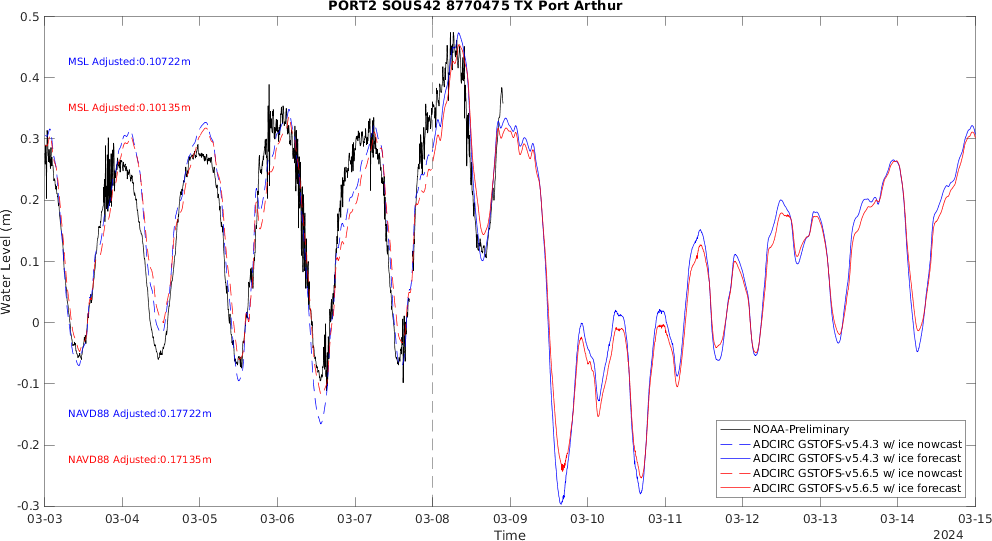 PORT2 SOUS42 8770475 TX Port Arthur
0.5
0.4
0.3
0.2
0.1
0
-0.1
-0.2
-0.3
Water Level (m)
MSL Adjusted:0.10722m
MSL Adjusted:0.10135m
NAVD88 Adjusted:0.17722m
NAVD88 Adjusted:0.17135m
NOAA-Preliminary
ADCIRC GSTOFS-v5.4.3 w/ ice nowcast
ADCIRC GSTOFS-v5.4.3 w/ ice forecast
ADCIRC GSTOFS-v5.6.5 w/ ice nowcast
ADCIRC GSTOFS-v5.6.5 w/ ice forecast
03-03 03-04 03-05 03-06 03-07 03-08 03-09 03-10 03-11 03-12 03-13 03-14 03-15
Time
2024